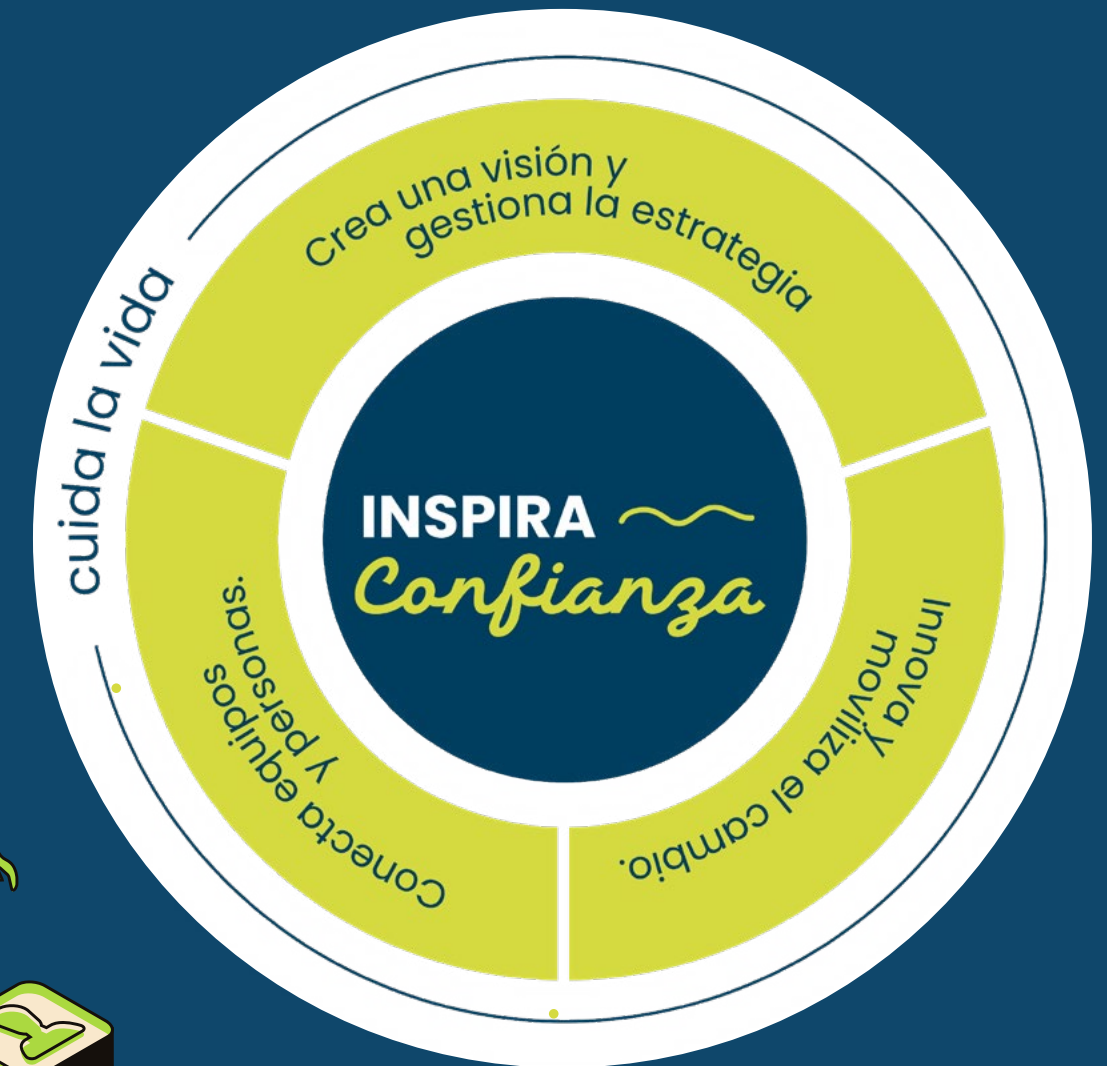 cuida la vida
Crea una visión y
gestiona la estrategia
Innova y
moviliza el cambio.
Conecta equipos
y personas.
INSPIRA
Confianza